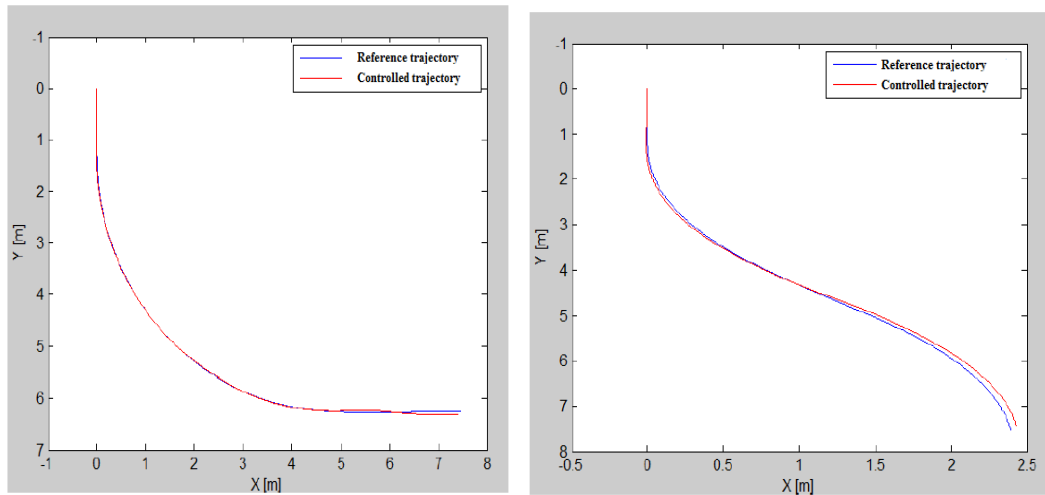 -1
0
1
2
3
4
5
6
7
Y [m]
-1 0 1 2 3 4 5 6 7 8
X [m]
Reference trajectory
Controlled trajectory
-1
0
1
2
3
4
5
6
7
8
Y [m]
-0.5 0 0.5 1 1.5 2 2.5
X [m]
Reference trajectory
Controlled trajectory